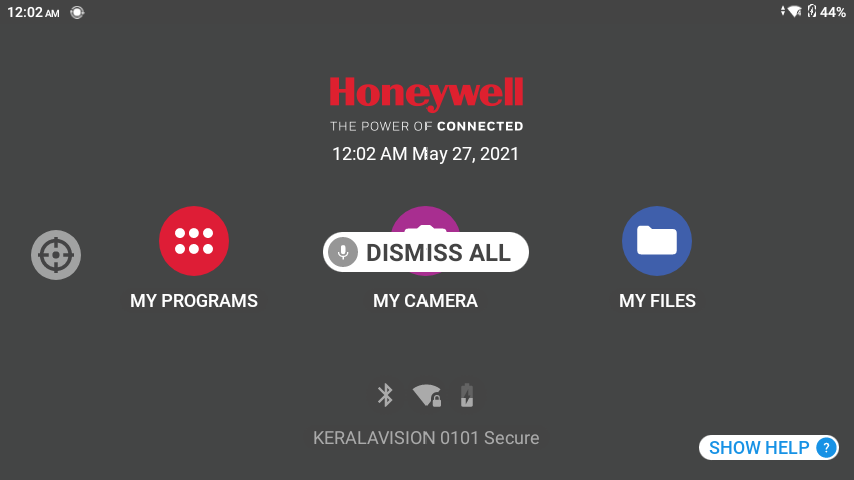 12:02 AM
44%
Honeywell
THE POWER OF CONNECTED
12:02 AM May 27, 2021
DISMISS ALL
MY PROGRAMS
MY CAMERA
MY FILES
KERALAVISION 0101 Secure
SHOW HELP ?